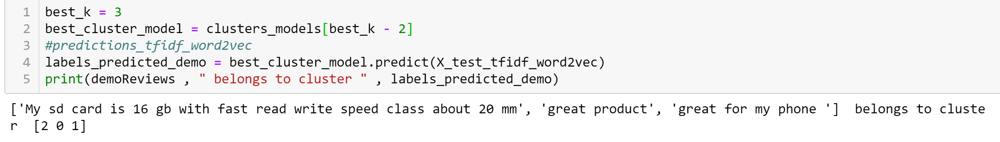 1 best_k = 3
2 best_cluster_model = clusters_models[best_k - 2]
3 #predictions_tfidf_word2vec
4 labels_predicted_demo = best_cluster_model.predict(X_test_tfidf_word2vec)
5 print(demoReviews , " belongs to cluster " , labels_predicted_demo)
['My sd card is 16 gb with fast read write speed class about 20 mm', 'great product', 'great for my phone ']  belongs to cluste
r  [2 0 1]